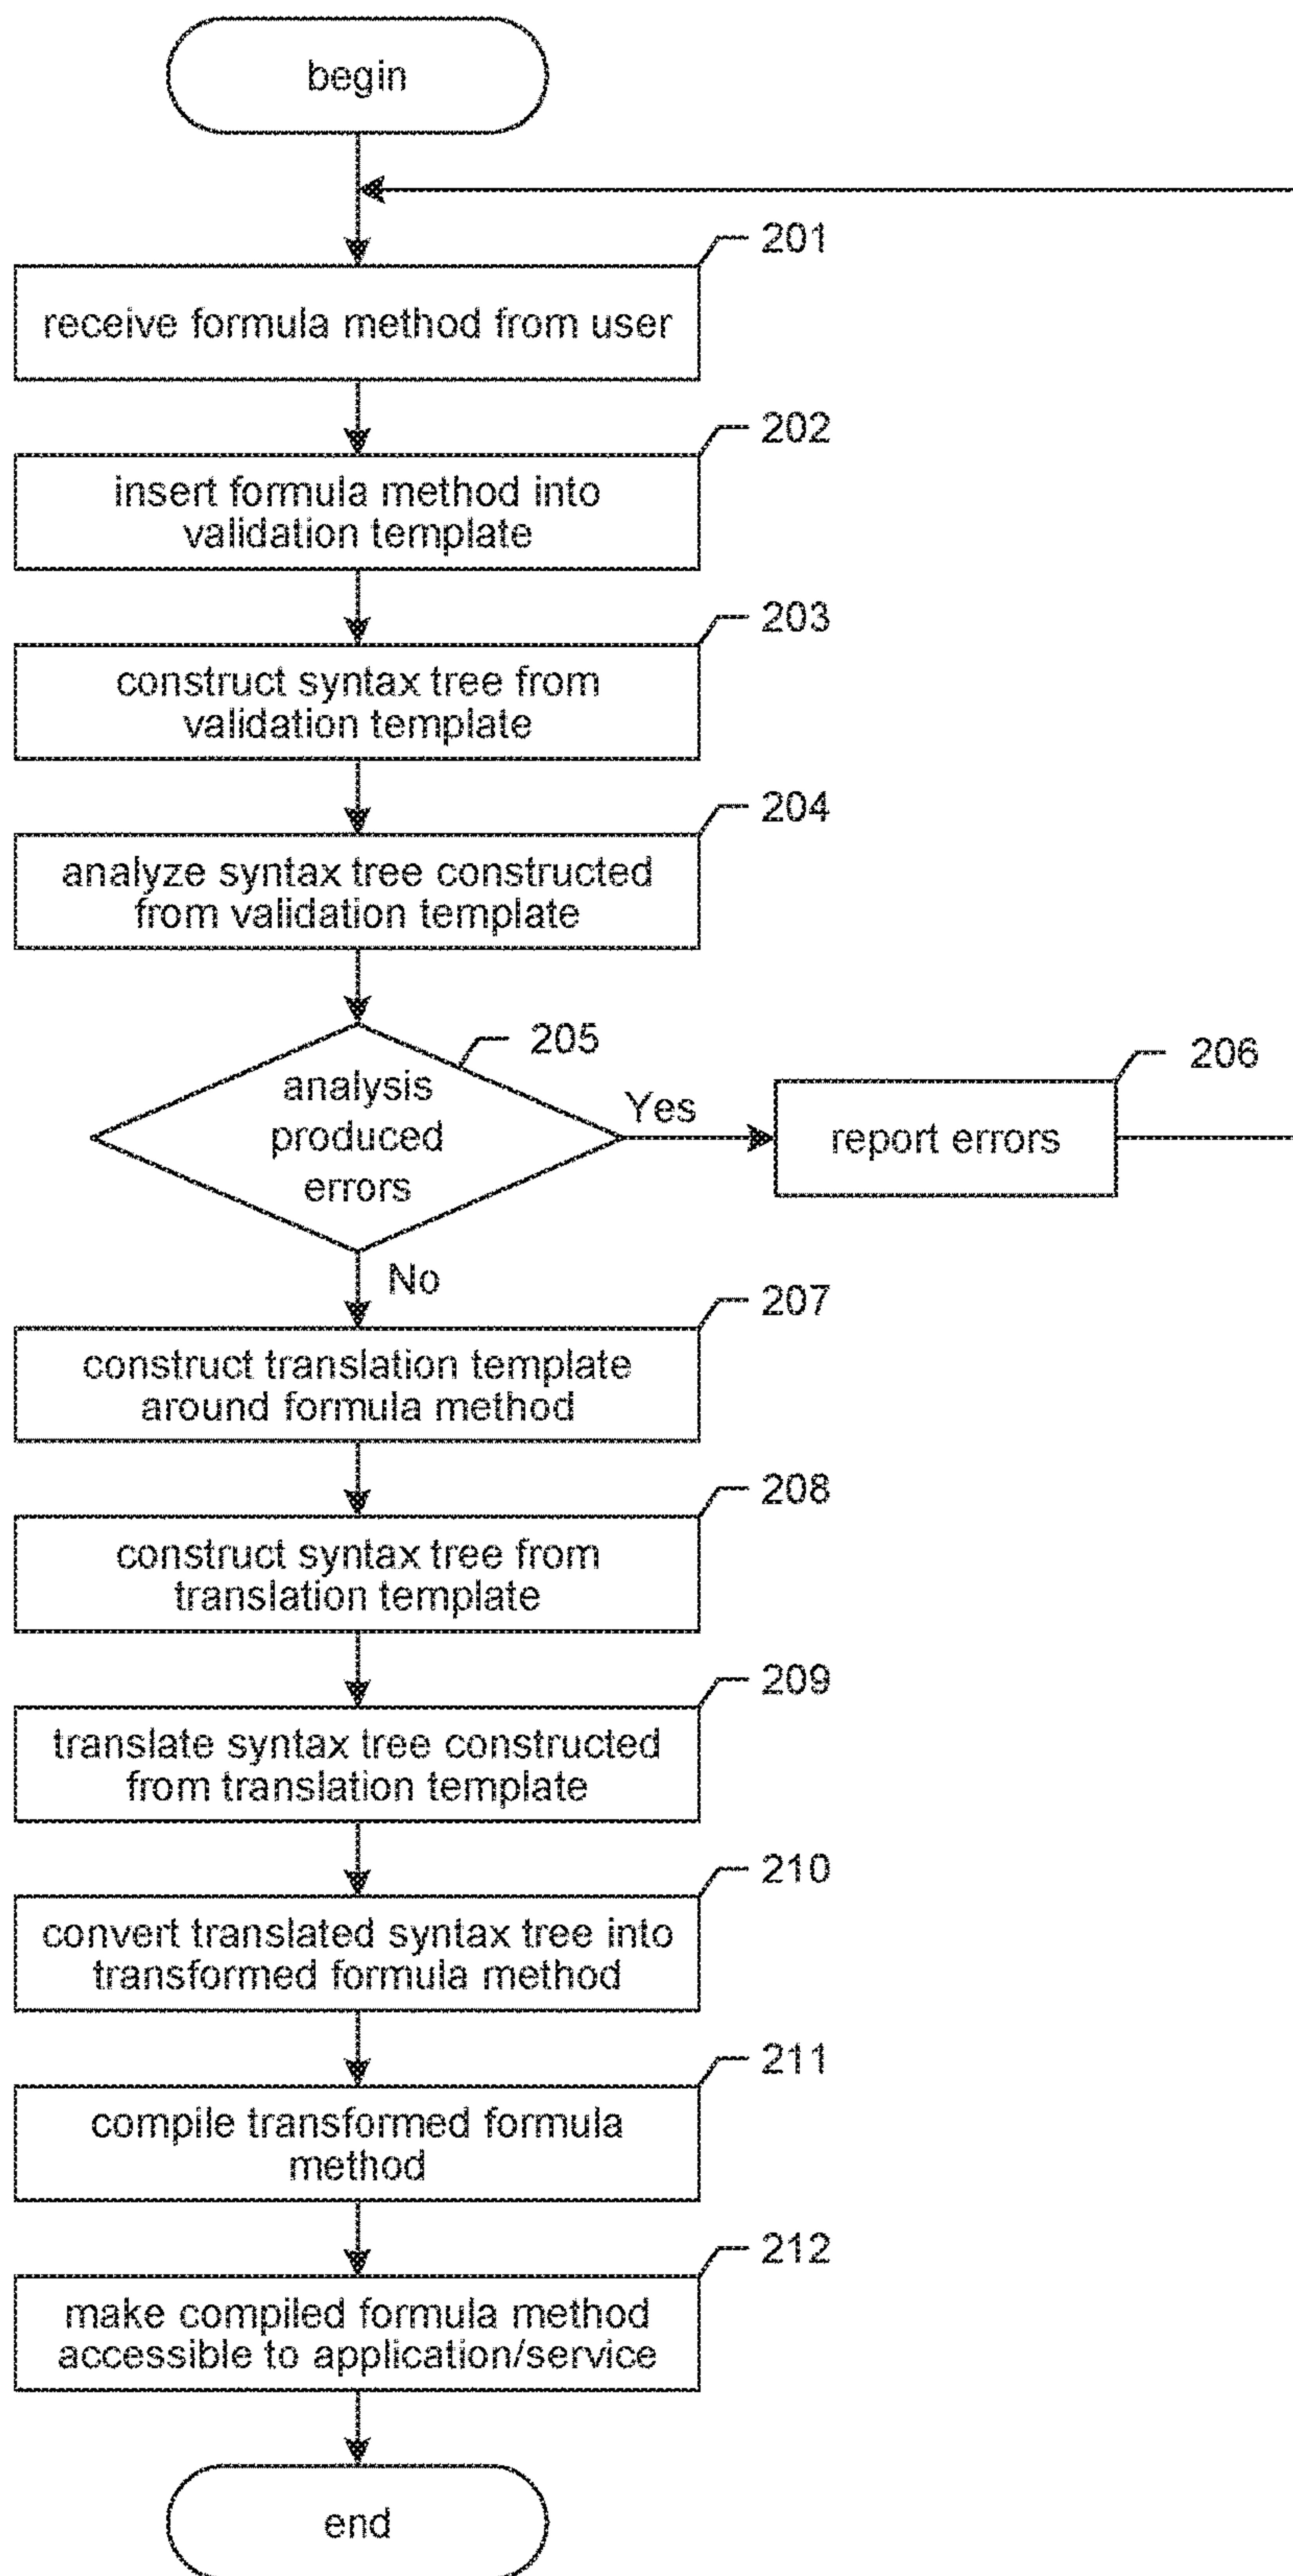 begin
201
receive formula method from user
202
insert formula method into
validation template
203
construct syntax tree from
validation template
204
analyze syntax tree constructed
from validation template
205
analysis
produced
errors
Yes
206
report errors
No
207
construct translation template
around formula method
208
construct syntax tree from
translation template
209
translate syntax tree constructed
from translation template
210
convert translated syntax tree into
transformed formula method
211
compile transformed formula
method
212
make compiled formula method
accessible to application/service
end